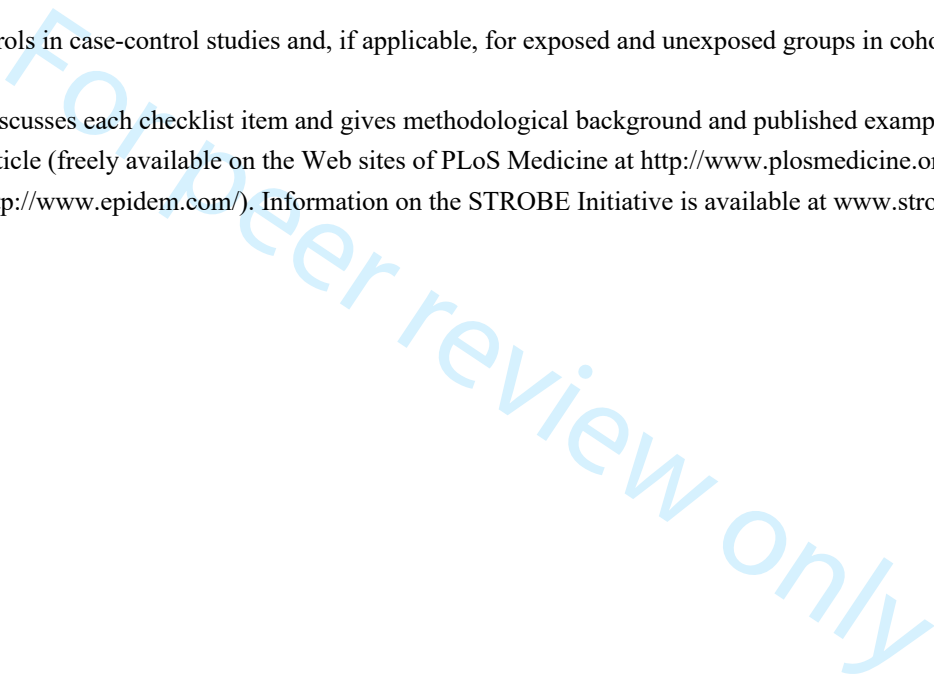 rols in case-control studies and, if applicable, for exposed and unexposed groups in coho
scusses each checklist item and gives methodological background and published examp
ticle (freely available on the Web sites of PLoS Medicine at http://www.plosmedicine.or
p://www.epidem.com/). Information on the STROBE Initiative is available at www.stro
For peer review only